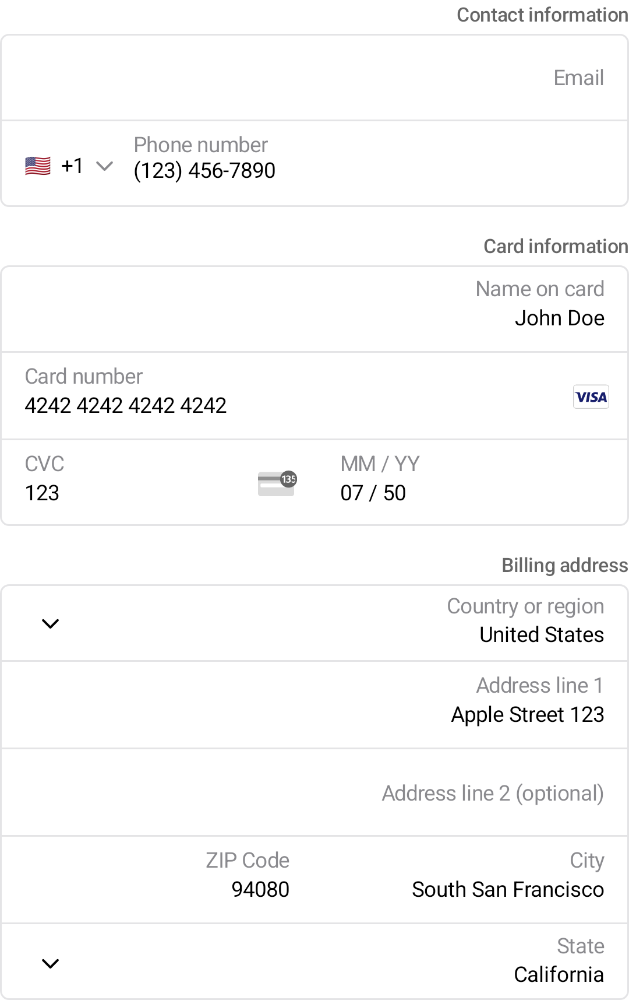 Contact information
Email
+1
Phone number
(123) 456-7890
Card information
Name on card
John Doe
Card number
4242 4242 4242 4242
VISA
CVC
123
135
MM / YY
07 / 50
Billing address
Country or region
United States
Address line 1
Apple Street 123
Address line 2 (optional)
City
South San Francisco
ZIP Code
94080
State
California